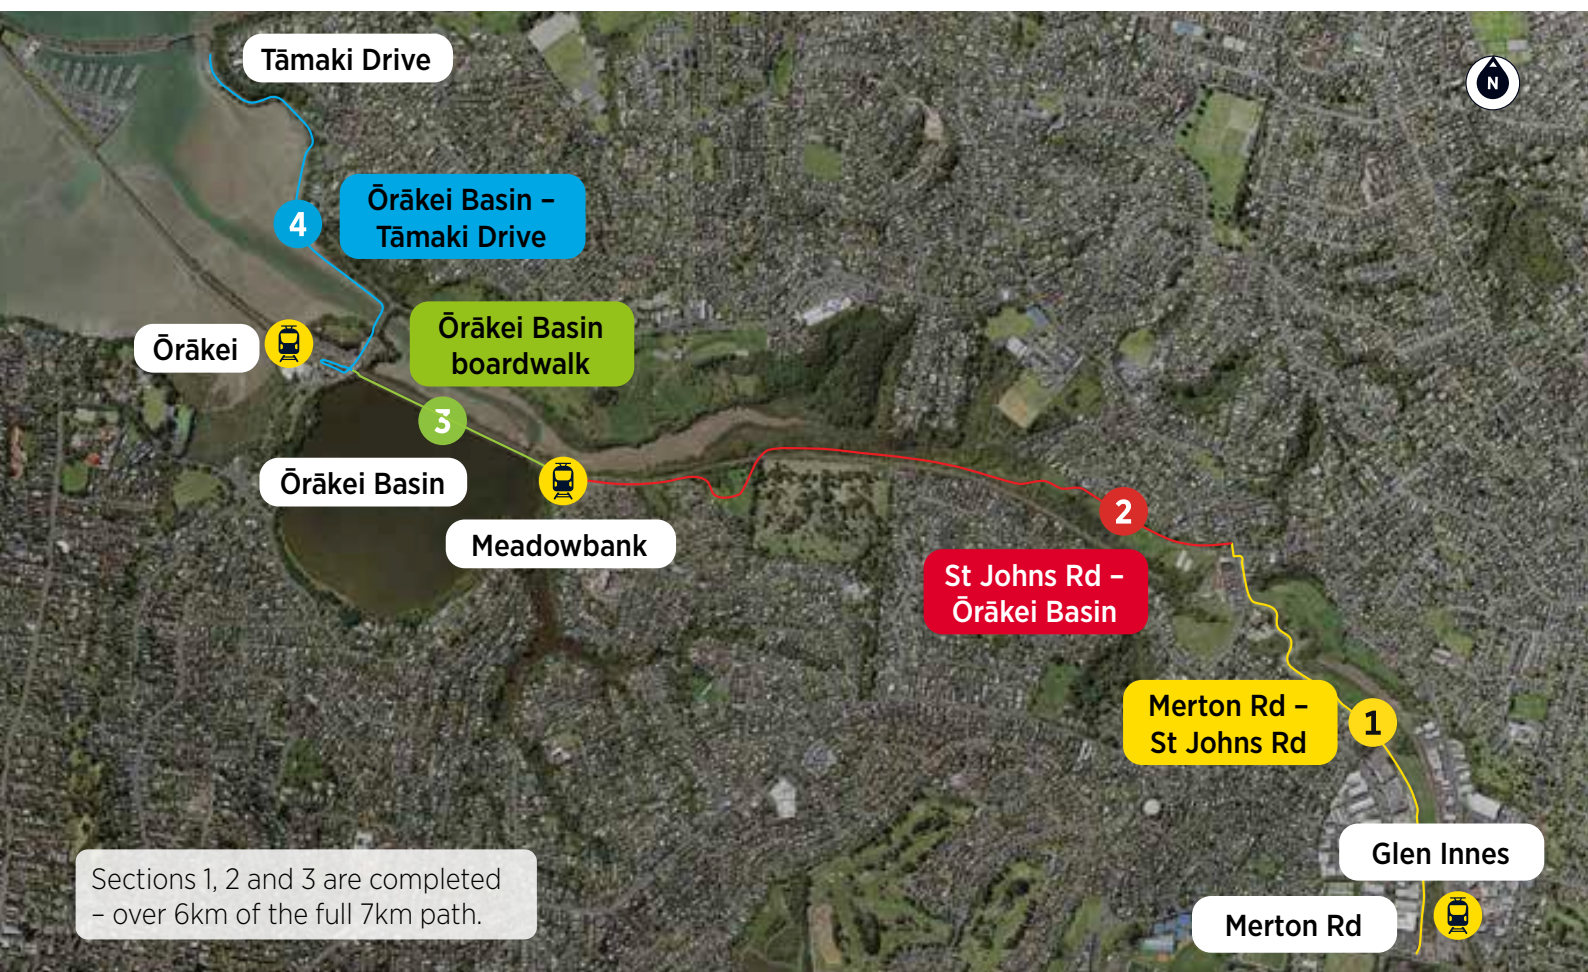 Tāmaki Drive
N
4
Ōrākei Basin –
Tāmaki Drive
Ōrākei
Ōrākei Basin
boardwalk
3
Ōrākei Basin
Meadowbank
2
St Johns Rd –
Ōrākei Basin
Merton Rd –
St Johns Rd
1
Glen Innes
Merton Rd
Sections 1, 2 and 3 are completed
– over 6km of the full 7km path.